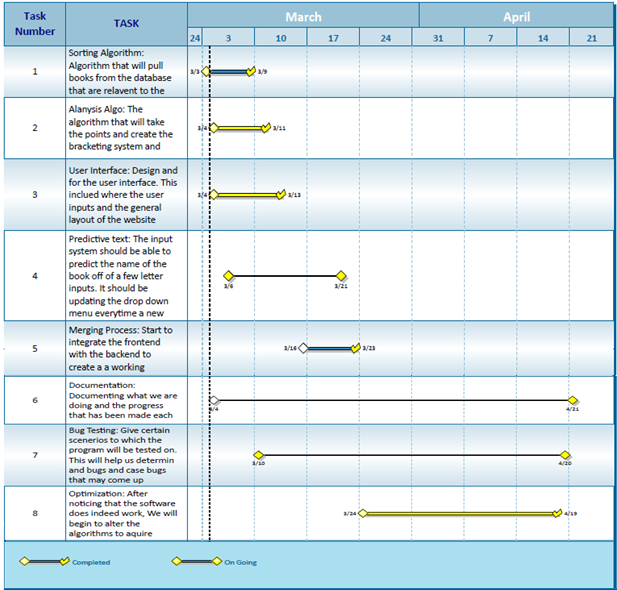 Task Number
TASK
March
April
24 3 10 17 24 31 7 14 21
1
Sorting Algorithm:
Algorithm that will pull
books from the database
that are relavent to the
3/3
3/9
2
Alanysis Algo: The
algorithm that will take
the points and create the
bracketing system and
3/4
3/11
3
User Interface: Design and
for the user interface. This
inclued where the user
inputs and the general
layout of the website
3/4
3/13
4
Predictive text: The input
system should be able to
predict the name of the
book off of a few letter
inputs. It should be
updating the drop down
menu everytime a new
3/6
3/21
5
Merging Process: Start to
integrate the frontend
with the backend to
create a a working
3/16
3/23
6
Documentation:
Documenting what we are
doing and the progress
that has been made each
3/4
4/21
7
Bug Testing: Give certain
scenerios to which the
program will be tested on.
This will help us determin
and bugs and case bugs
that may come up
3/10
4/20
8
Optimization: After
noticing that the software
does indeed work, We will
begin to alter the
algorithms to aquire
3/24
4/19
Completed
On Going